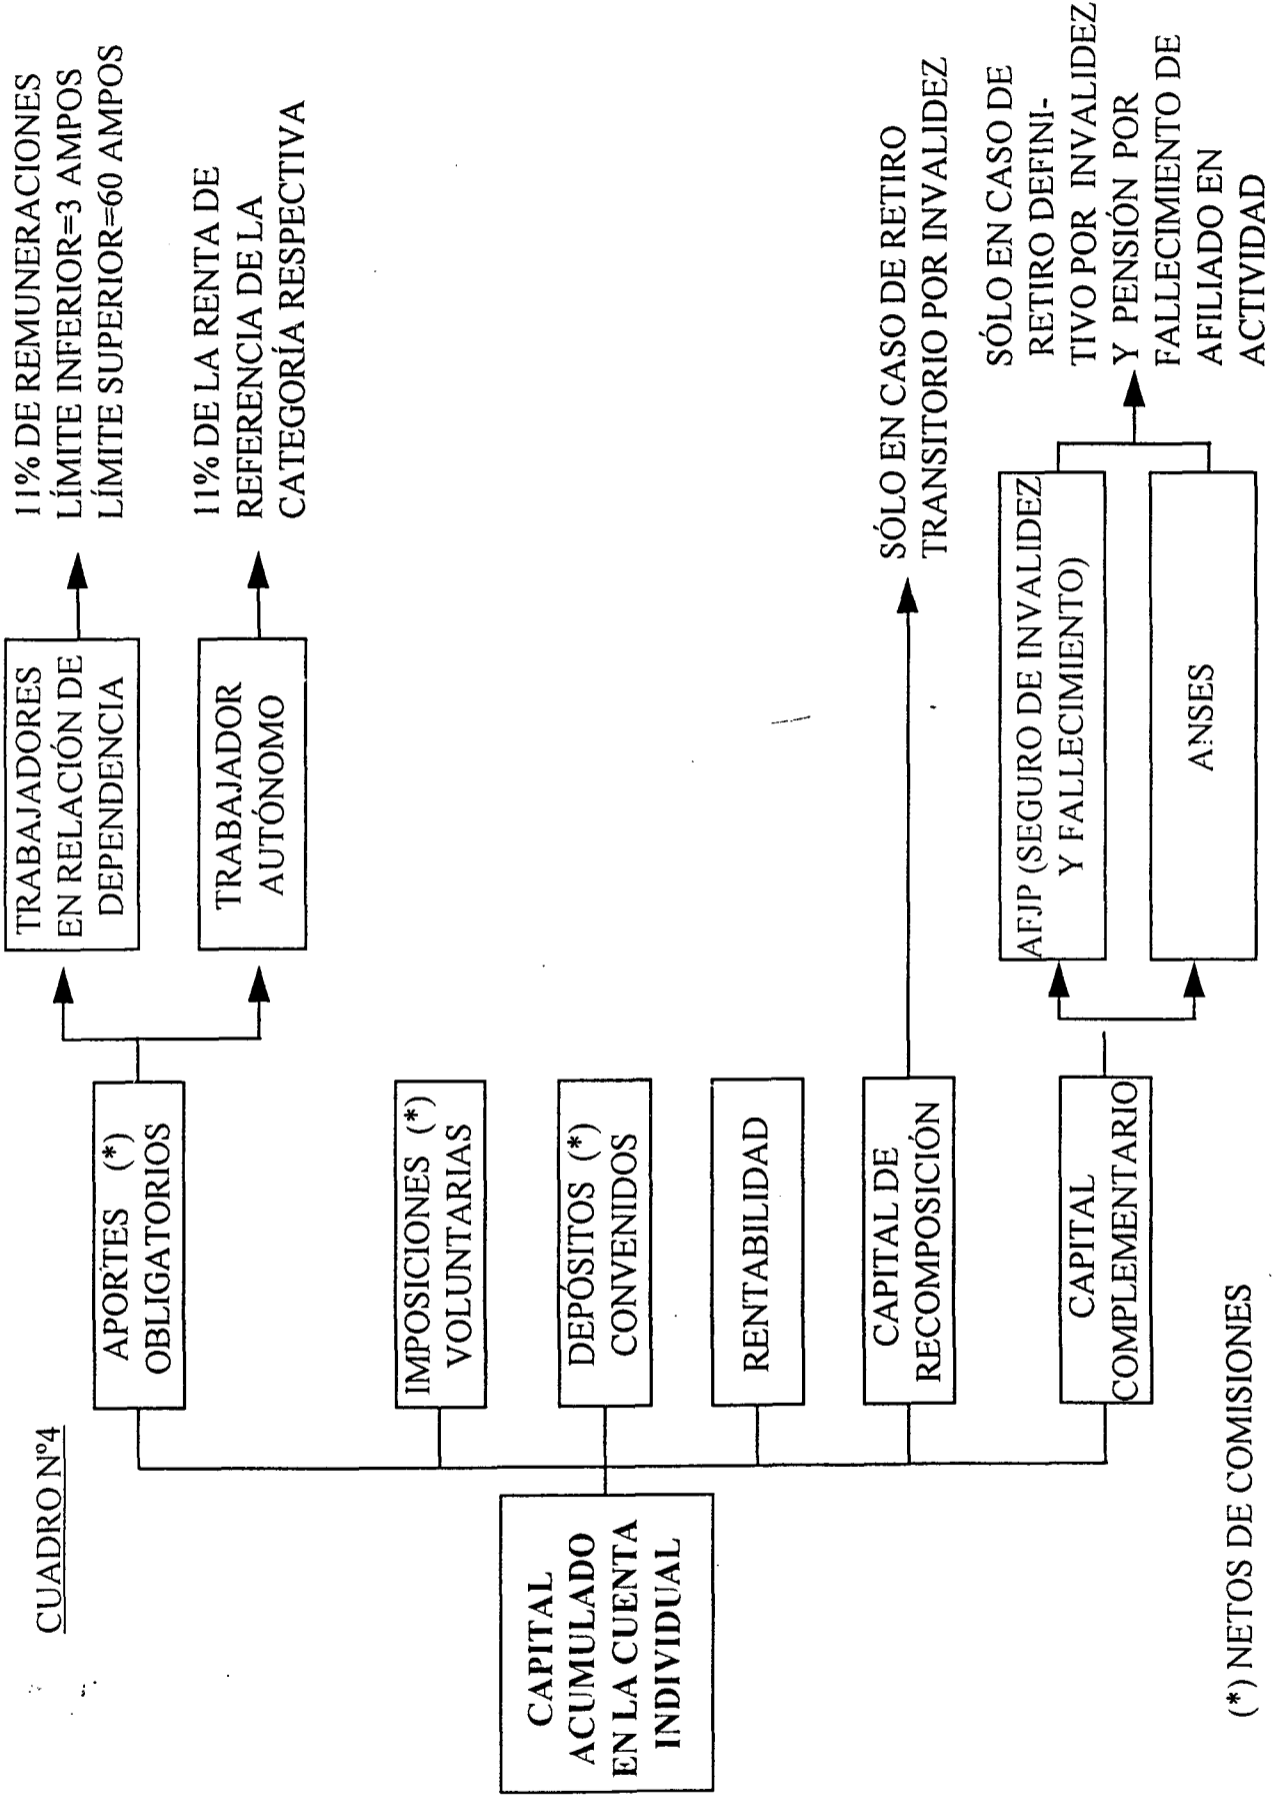 CUADRO Nº4
CAPITAL
ACUMULADO
EN LA CUENTA
INDIVIDUAL
APORTES (*)
OBLIGATORIOS
TRABAJADORES
EN RELACIÓN DE
DEPENDENCIA
11% DE REMUNERACIONES
LÍMITE INFERIOR=3 AMPOS
LÍMITE SUPERIOR=60 AMPOS
TRABAJADOR
AUTÓNOMO
11% DE LA RENTA DE
REFERENCIA DE LA
CATEGORÍA RESPECTIVA
IMPOSICIONES (*)
VOLUNTARIAS
DEPÓSITOS (*)
CONVENIDOS
RENTABILIDAD
CAPITAL DE
RECOMPOSICIÓN
SÓLO EN CASO DE RETIRO
TRANSITORIO POR INVALIDEZ
CAPITAL
COMPLEMENTARIO
AFJP (SEGURO DE INVALIDEZ
Y FALLECIMIENTO)
ANSES
SÓLO EN CASO DE
RETIRO DEFINI-
TIVO POR INVALIDEZ
Y PENSIÓN POR
FALLECIMIENTO DE
AFILIADO EN
ACTIVIDAD
(*) NETOS DE COMISIONES